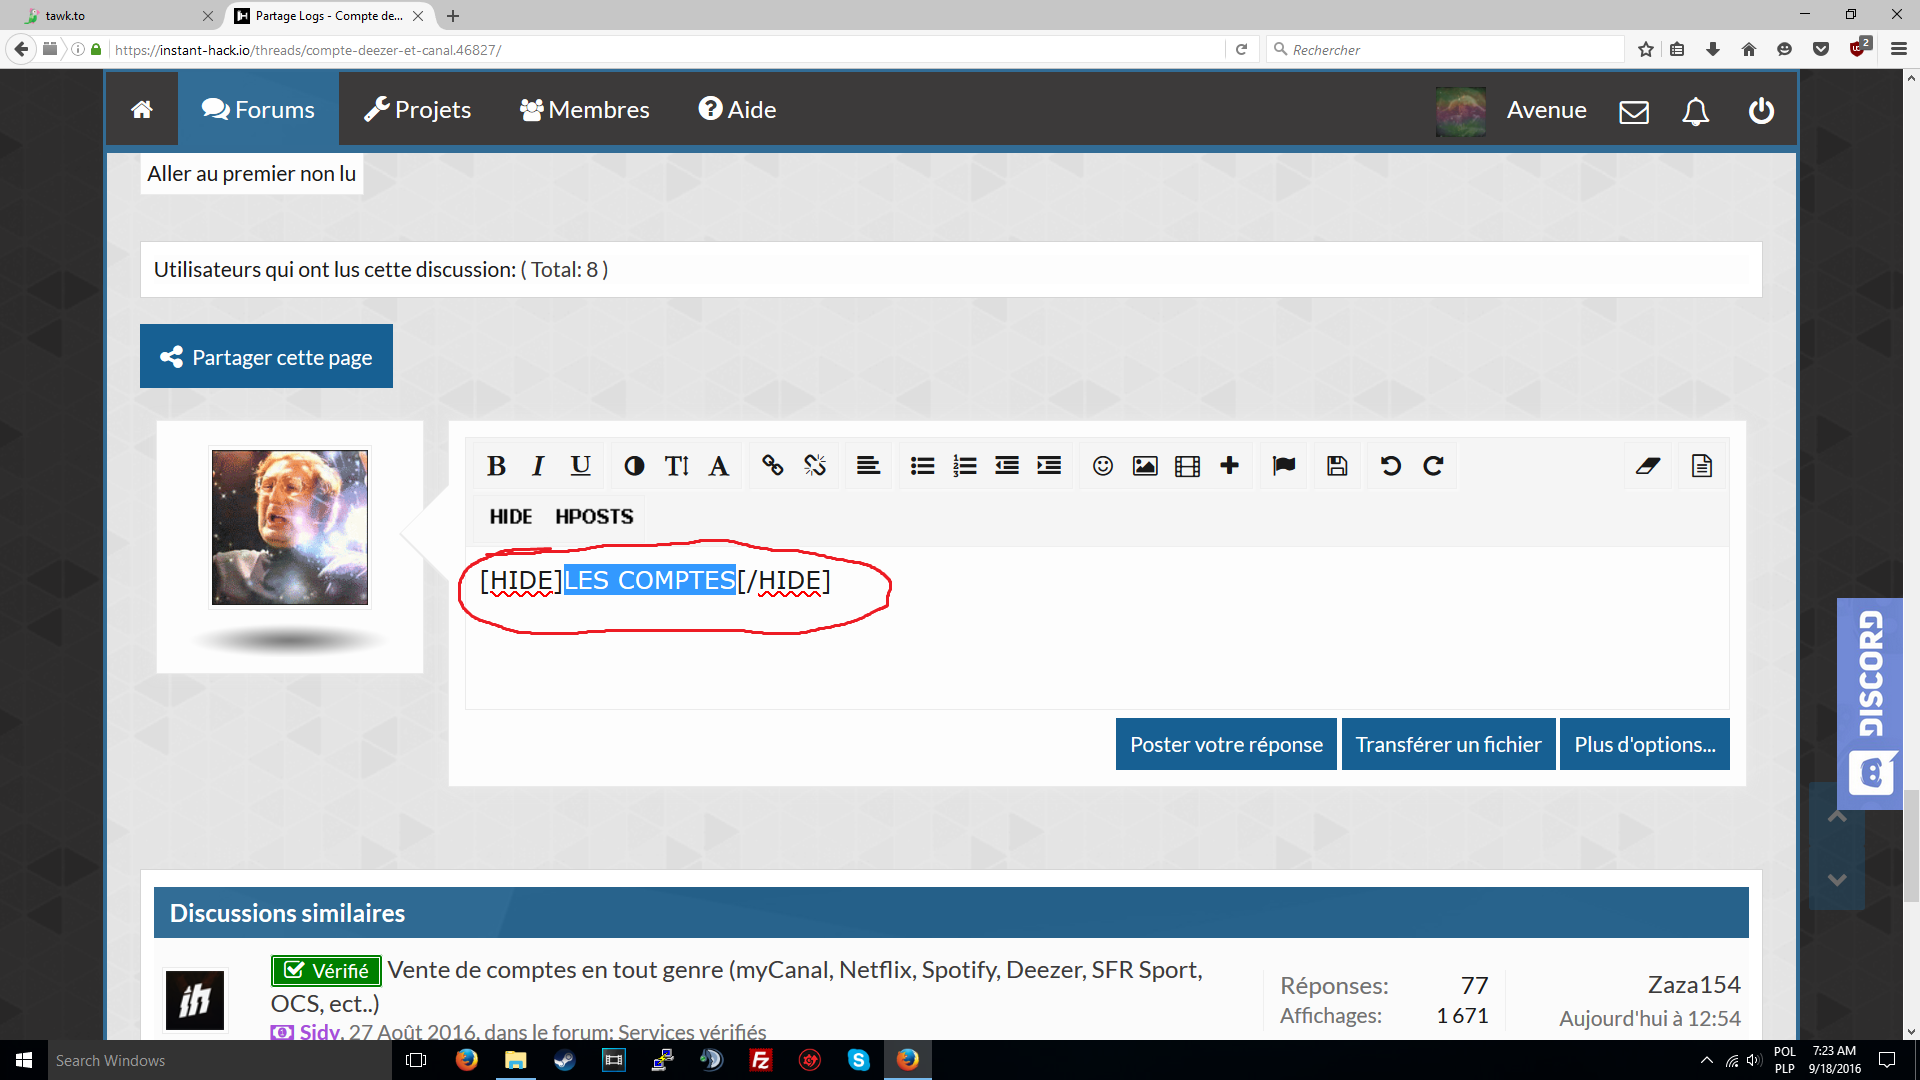 tawk.to
Partage Logs - Compte de...
https://instant-hack.io/threads/compte-deezer-et-canal.46827/
Rechercher
2
Forums
Projets
Membres
Aide
Avenue
Aller au premier non lu
Utilisateurs qui ont lus cette discussion: ( Total: 8 )
Partager cette page
B I U
HIDE HPOSTS
[HIDE]LES COMPTES[/HIDE]
Poster votre réponse
Transférer un fichier
Plus d'options...
DISCORD
Discussions similaires
ih
Vérifié Vente de comptes en tout genre (myCanal, Netflix, Spotify, Deezer, SFR Sport,
OCS, ect..)
Sidy, 27 Août 2016, dans le forum: Services vérifiés
Réponses: 77
Affichages: 1 671
Zaza154
Aujourd'hui à 12:54
Search Windows
POL
PLP
7:23 AM
9/18/2016